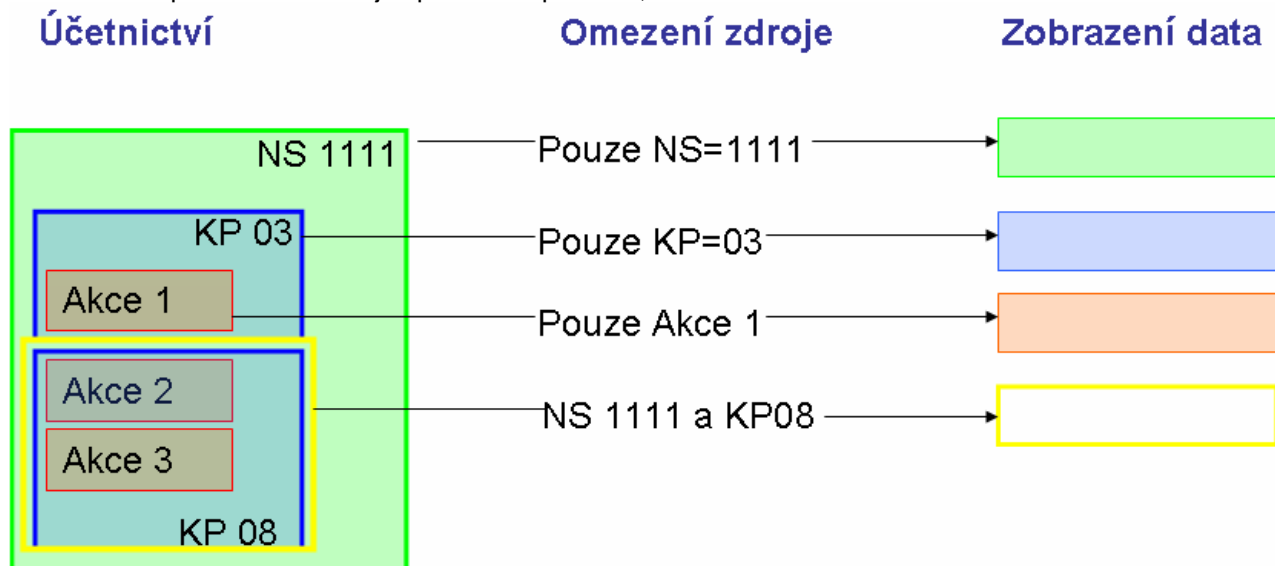 Účetnictví Omezení zdroje Zobrazení data
NS 1111 Pouze NS=1111
KP 03 Pouze KP=03
Akce 1 Pouze Akce 1
Akce 2
NS 1111 a KP08
Akce 3
KP 08